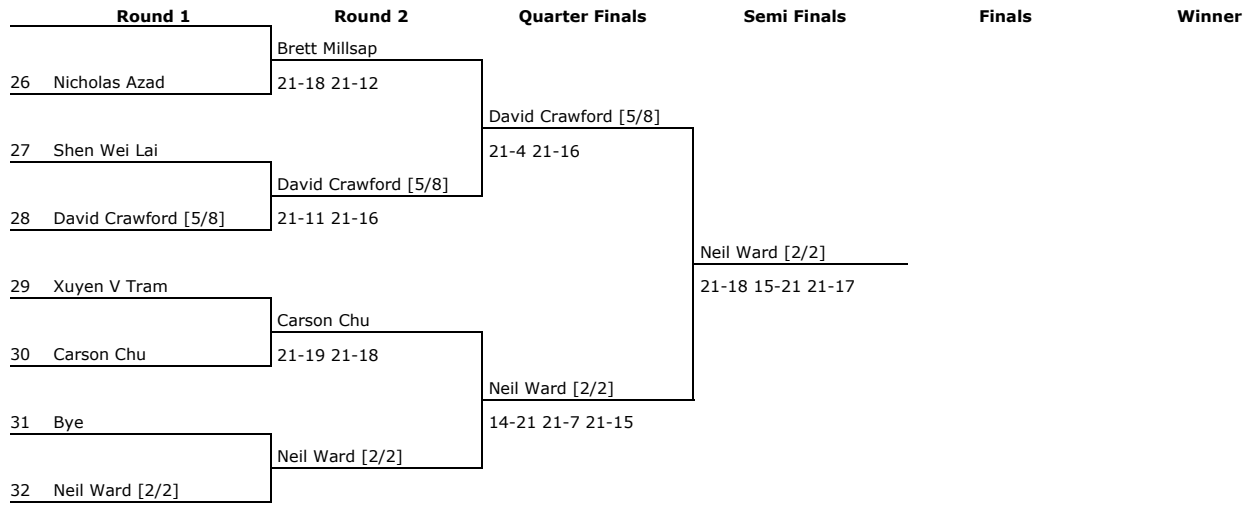 Round 1 Round 2 Quarter Finals Semi Finals Finals Winner
Brett Millsap
26 Nicholas Azad 21-18 21-12
David Crawford [5/8]
27 Shen Wei Lai 21-4 21-16
David Crawford [5/8]
28 David Crawford [5/8] 21-11 21-16
Neil Ward [2/2]
29 Xuyen V Tram 21-18 15-21 21-17
Carson Chu
30 Carson Chu 21-19 21-18
Neil Ward [2/2]
31 Bye 14-21 21-7 21-15
Neil Ward [2/2]
32 Neil Ward [2/2]